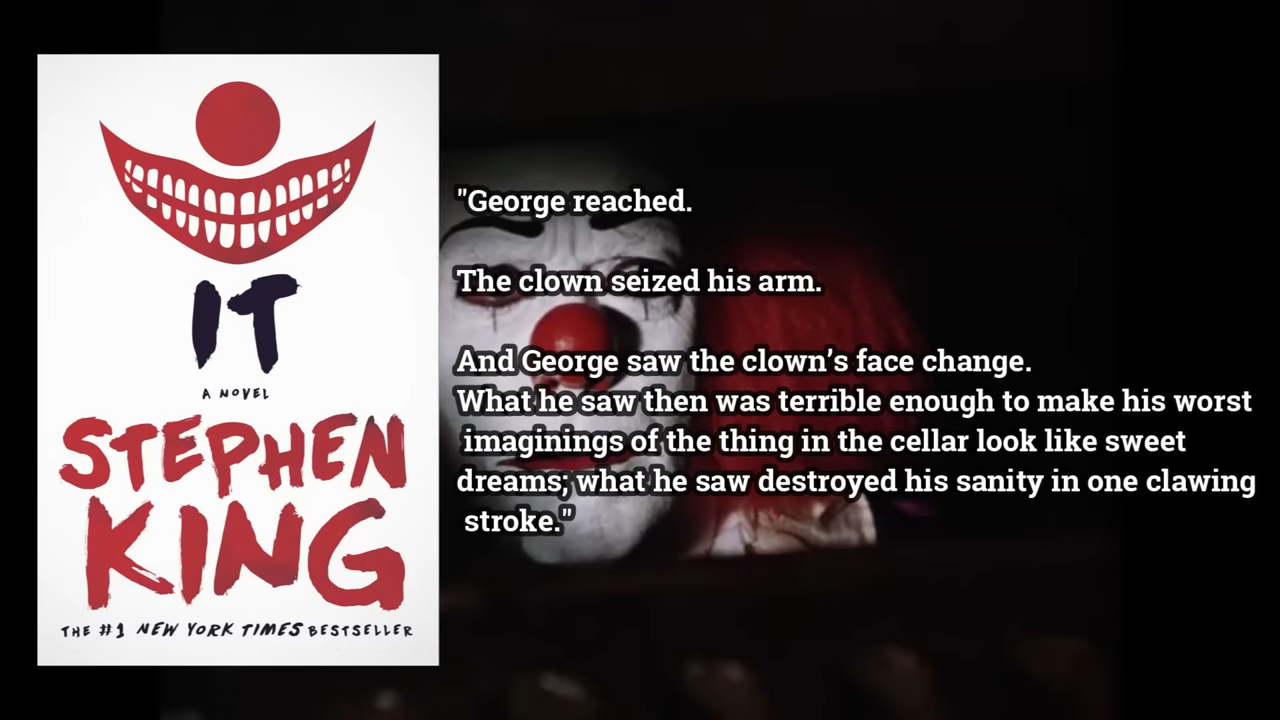 IT
A NOVEL
STEPHEN
KING
THE #1 NEW YORK TIMES BESTSELLER
"George reached.
The clown seized his arm.
And George saw the clown’s face change.
What he saw then was terrible enough to make his worst
imaginings of the thing in the cellar look like sweet
dreams; what he saw destroyed his sanity in one clawing
stroke."